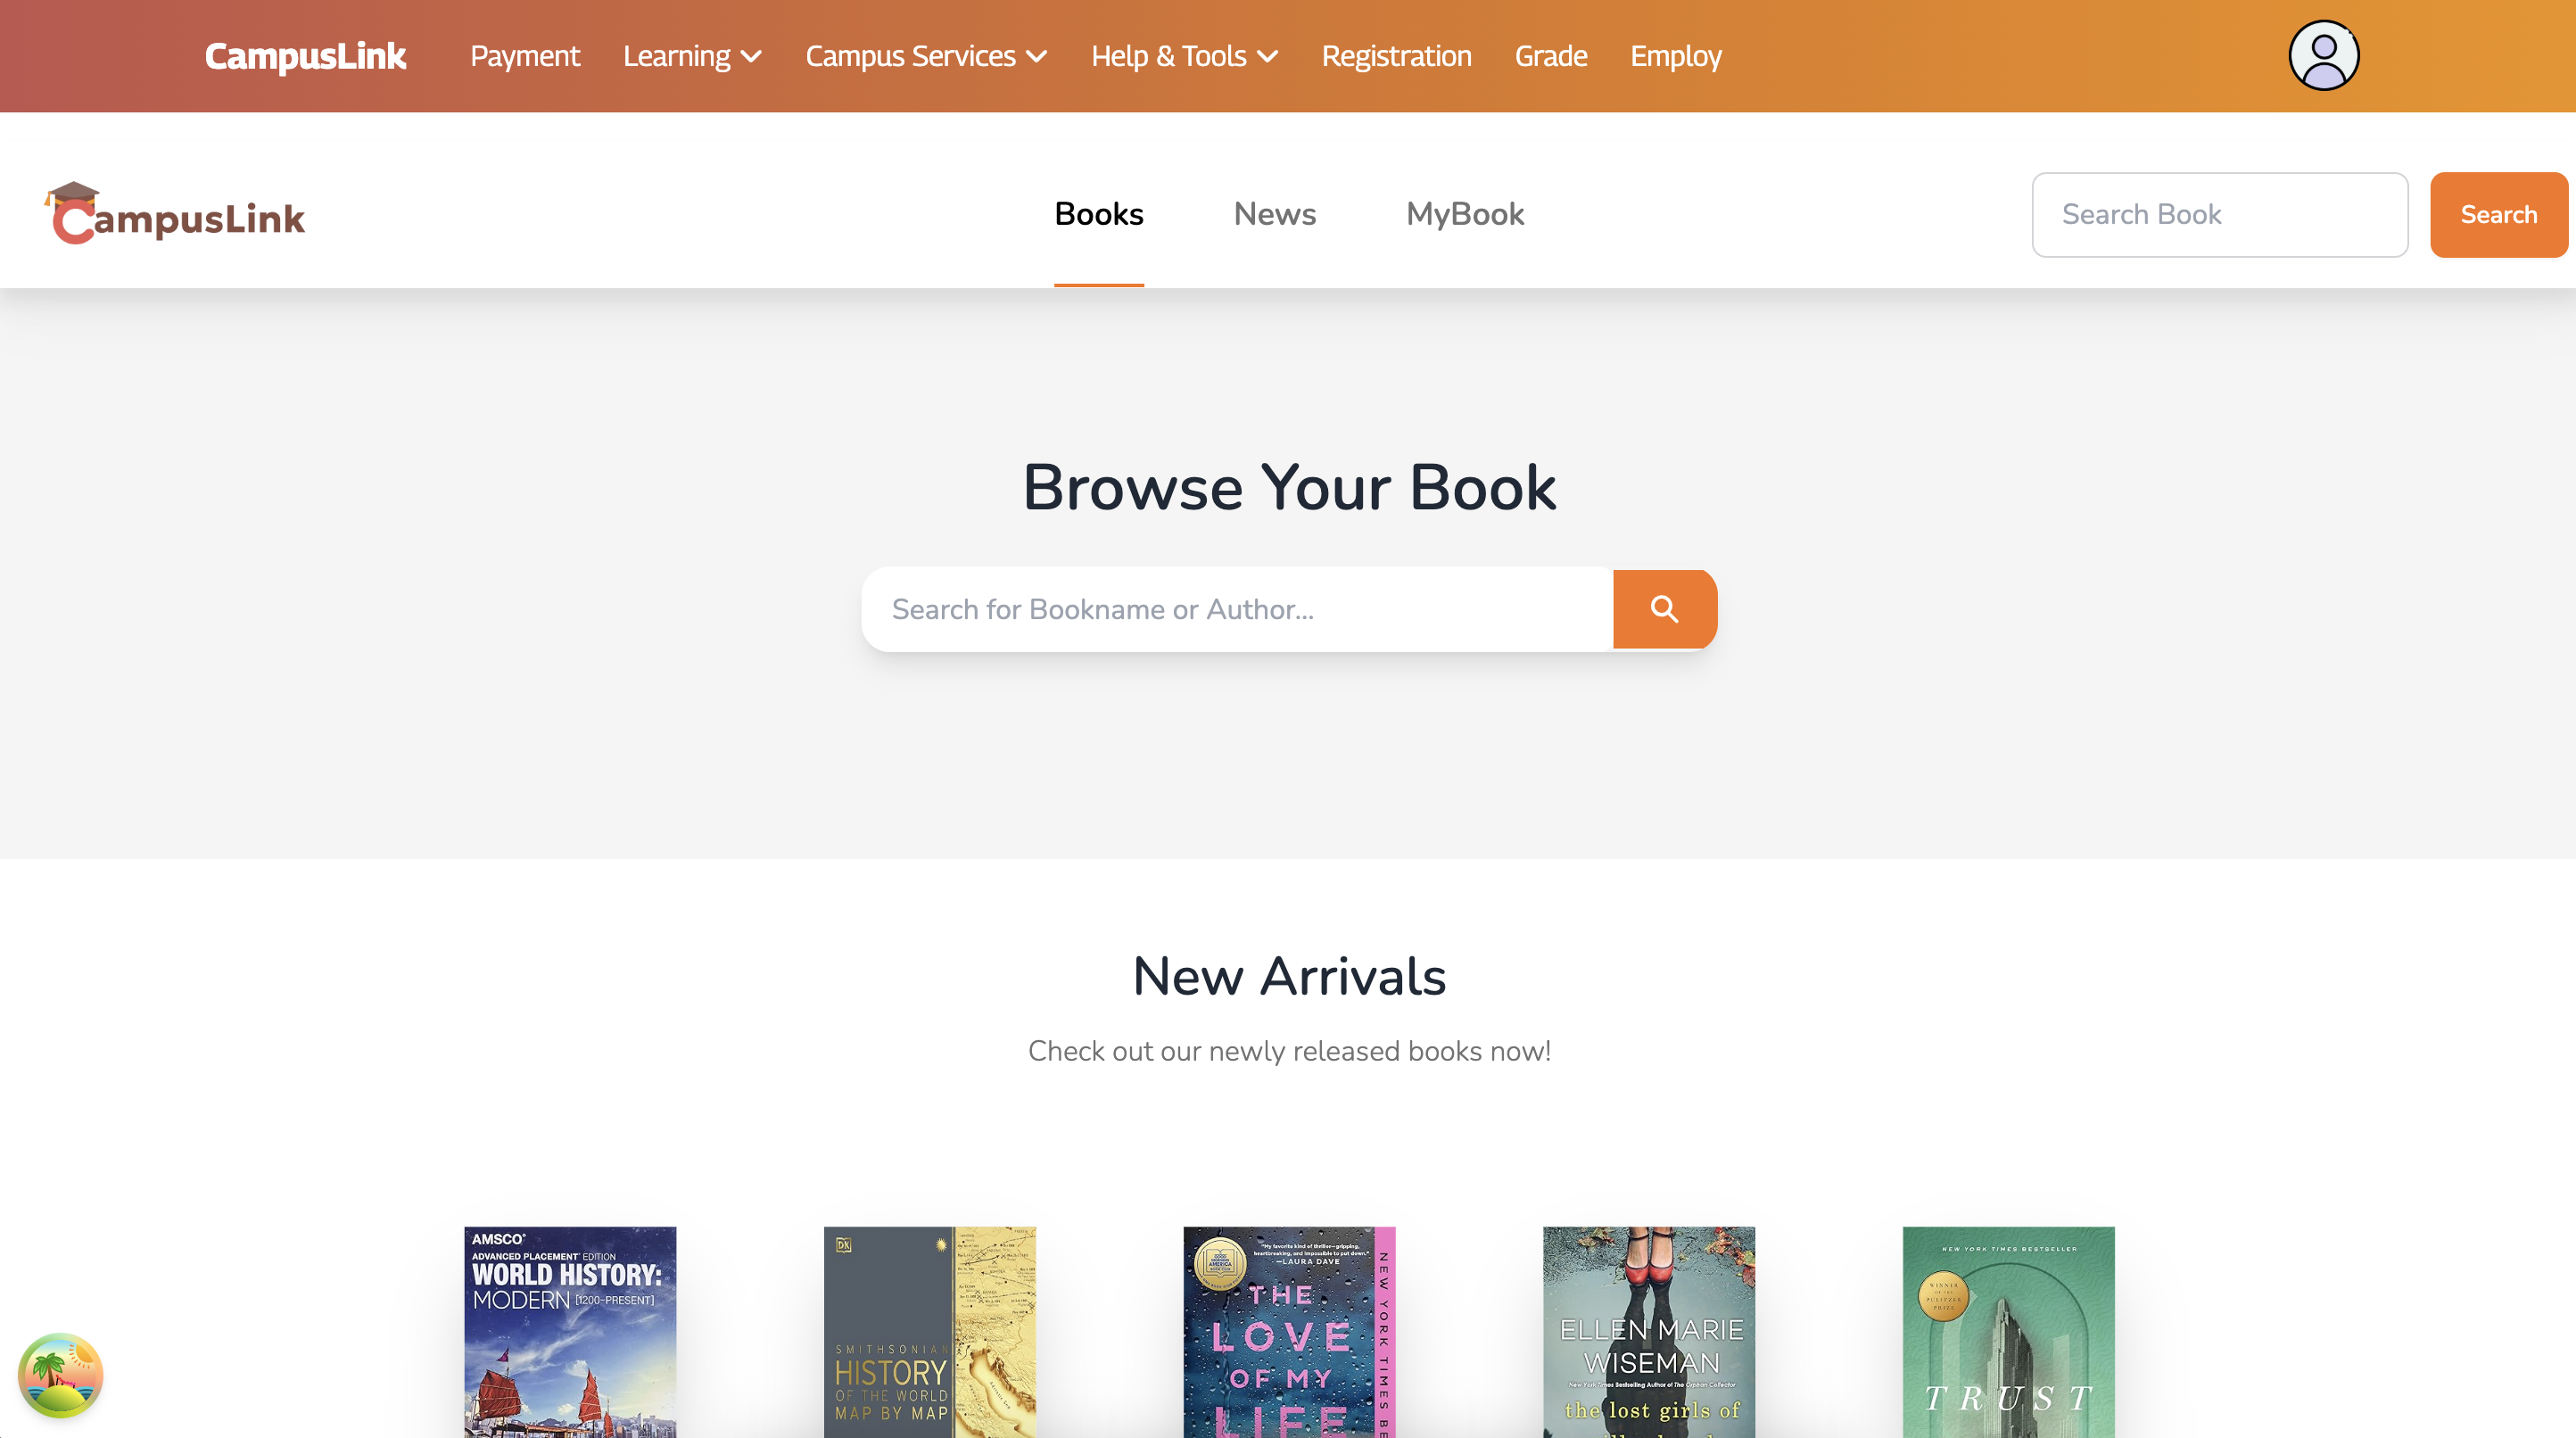 CampusLink
Payment
Learning
Campus Services
Help & Tools
Registration
Grade
Employ
CampusLink
Books
News
MyBook
Search Book
Search
Browse Your Book
Search for Bookname or Author...
New Arrivals
Check out our newly released books now!
AMSCO®
ADVANCED PLACEMENT® EDITION
WORLD HISTORY:
MODERN [1200–PRESENT]
DK
SMITHSONIAN
HISTORY
OF THE WORLD
MAP BY MAP
"My favorite kind of thriller—gripping,
heartbreaking, and impossible to put down."
—LAURA DAVE
THE
LOVE
OF MY
LIFE
NEW YORK TIMES
ELLEN MARIE
WISEMAN
New York Times Bestselling Author of The Orphan Collector
the lost girls of
NEW YORK TIMES BESTSELLER
WINNER
OF THE
PULITZER
PRIZE
TRUST